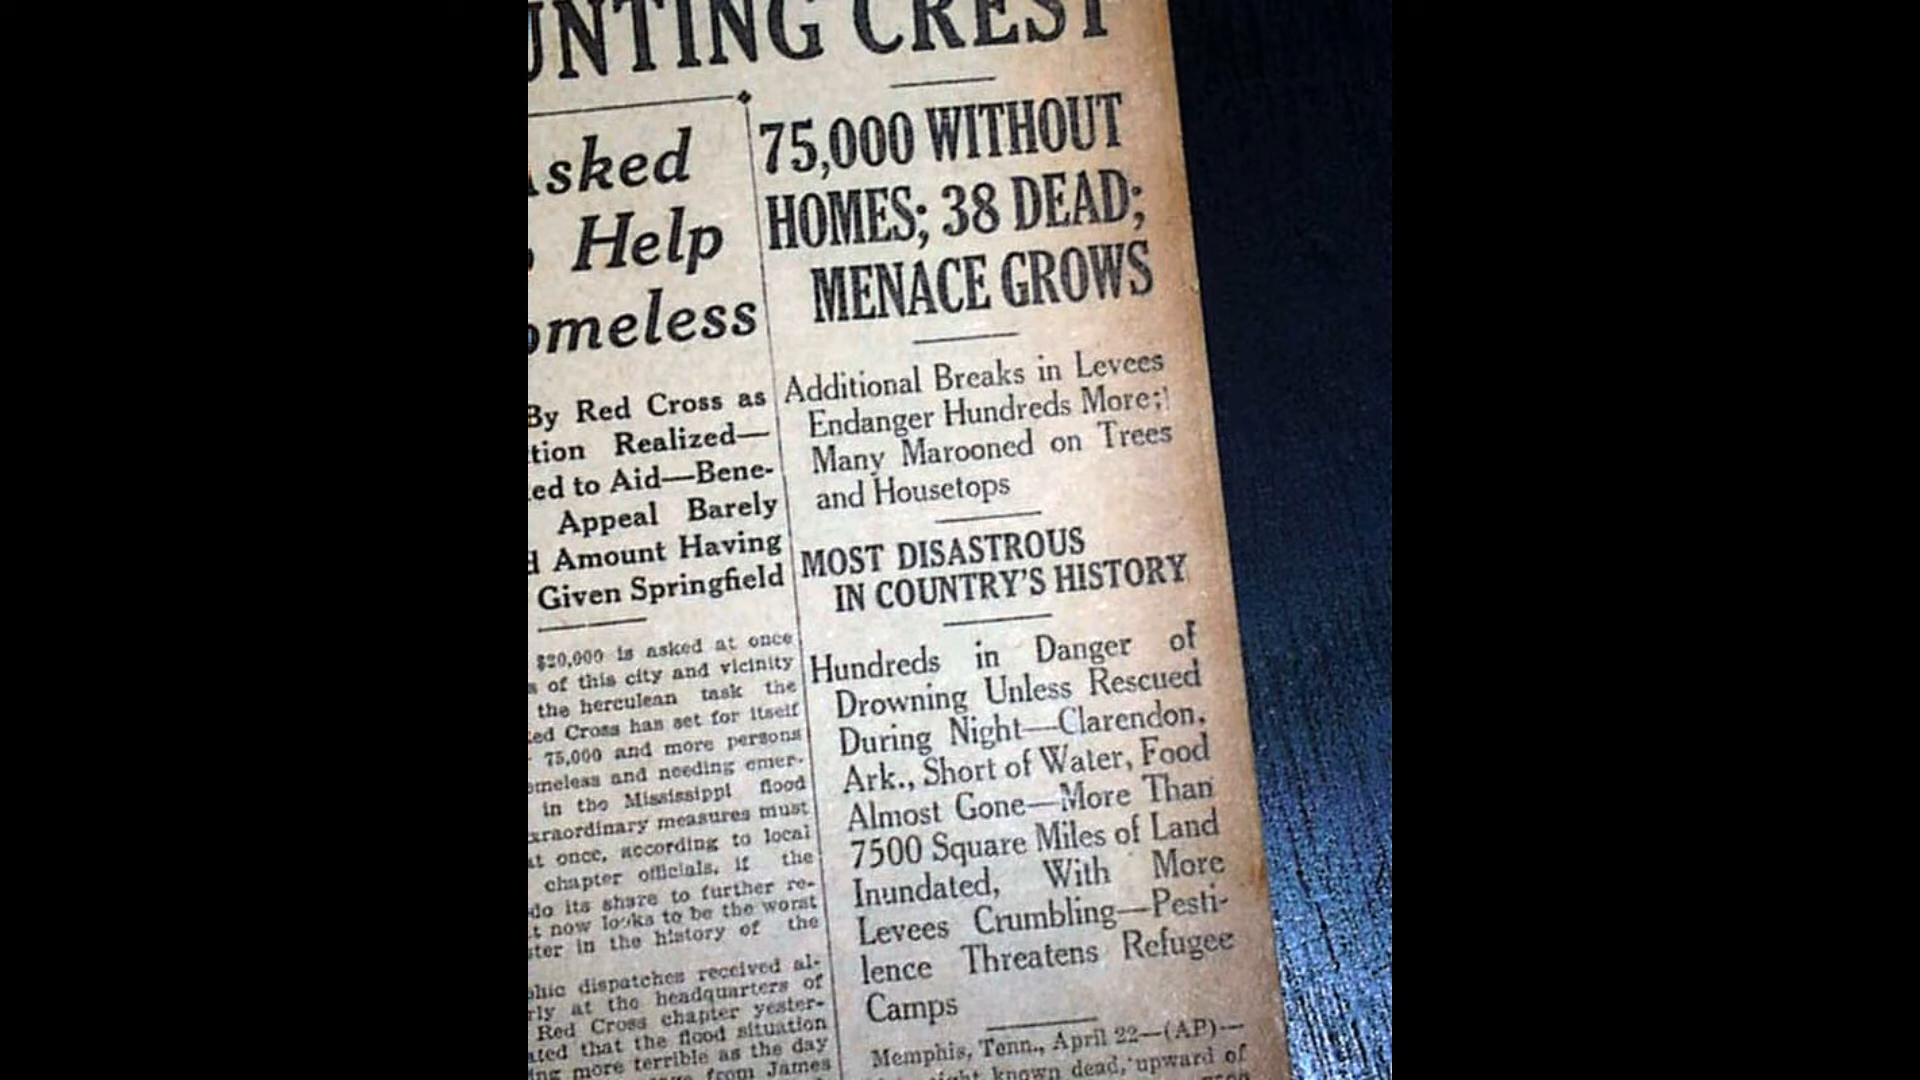 UNTING CREST
Asked
Help
omeless
By Red Cross as
tion Realized—
ed to Aid—Bene-
Appeal Barely
d Amount Having
Given Springfield
$20,000 is asked at once
s of this city and vicinity
the herculean task the
ed Cross has set for itself
75,000 and more persons
omeless and needing emer-
in the Mississippi flood
xtraordinary measures must
at once, according to local
chapter officials, if the
do its share to further re-
t now looks to be the worst
ster in the history of the
phic dispatches received al-
rly at the headquarters of
Red Cross chapter yester-
ated that the flood situation
ing more terrible as the day
from James
75,000 WITHOUT
HOMES; 38 DEAD;
MENACE GROWS
Additional Breaks in Levees
Endanger Hundreds More;
Many Marooned on Trees
and Housetops
MOST DISASTROUS
IN COUNTRY'S HISTORY
Hundreds in Danger of
Drowning Unless Rescued
During Night—Clarendon,
Ark., Short of Water, Food
Almost Gone—More Than
7500 Square Miles of Land
Inundated, With More
Levees Crumbling—Pesti-
lence Threatens Refugee
Camps
Memphis, Tenn., April 22—(AP)—
known dead, upward of